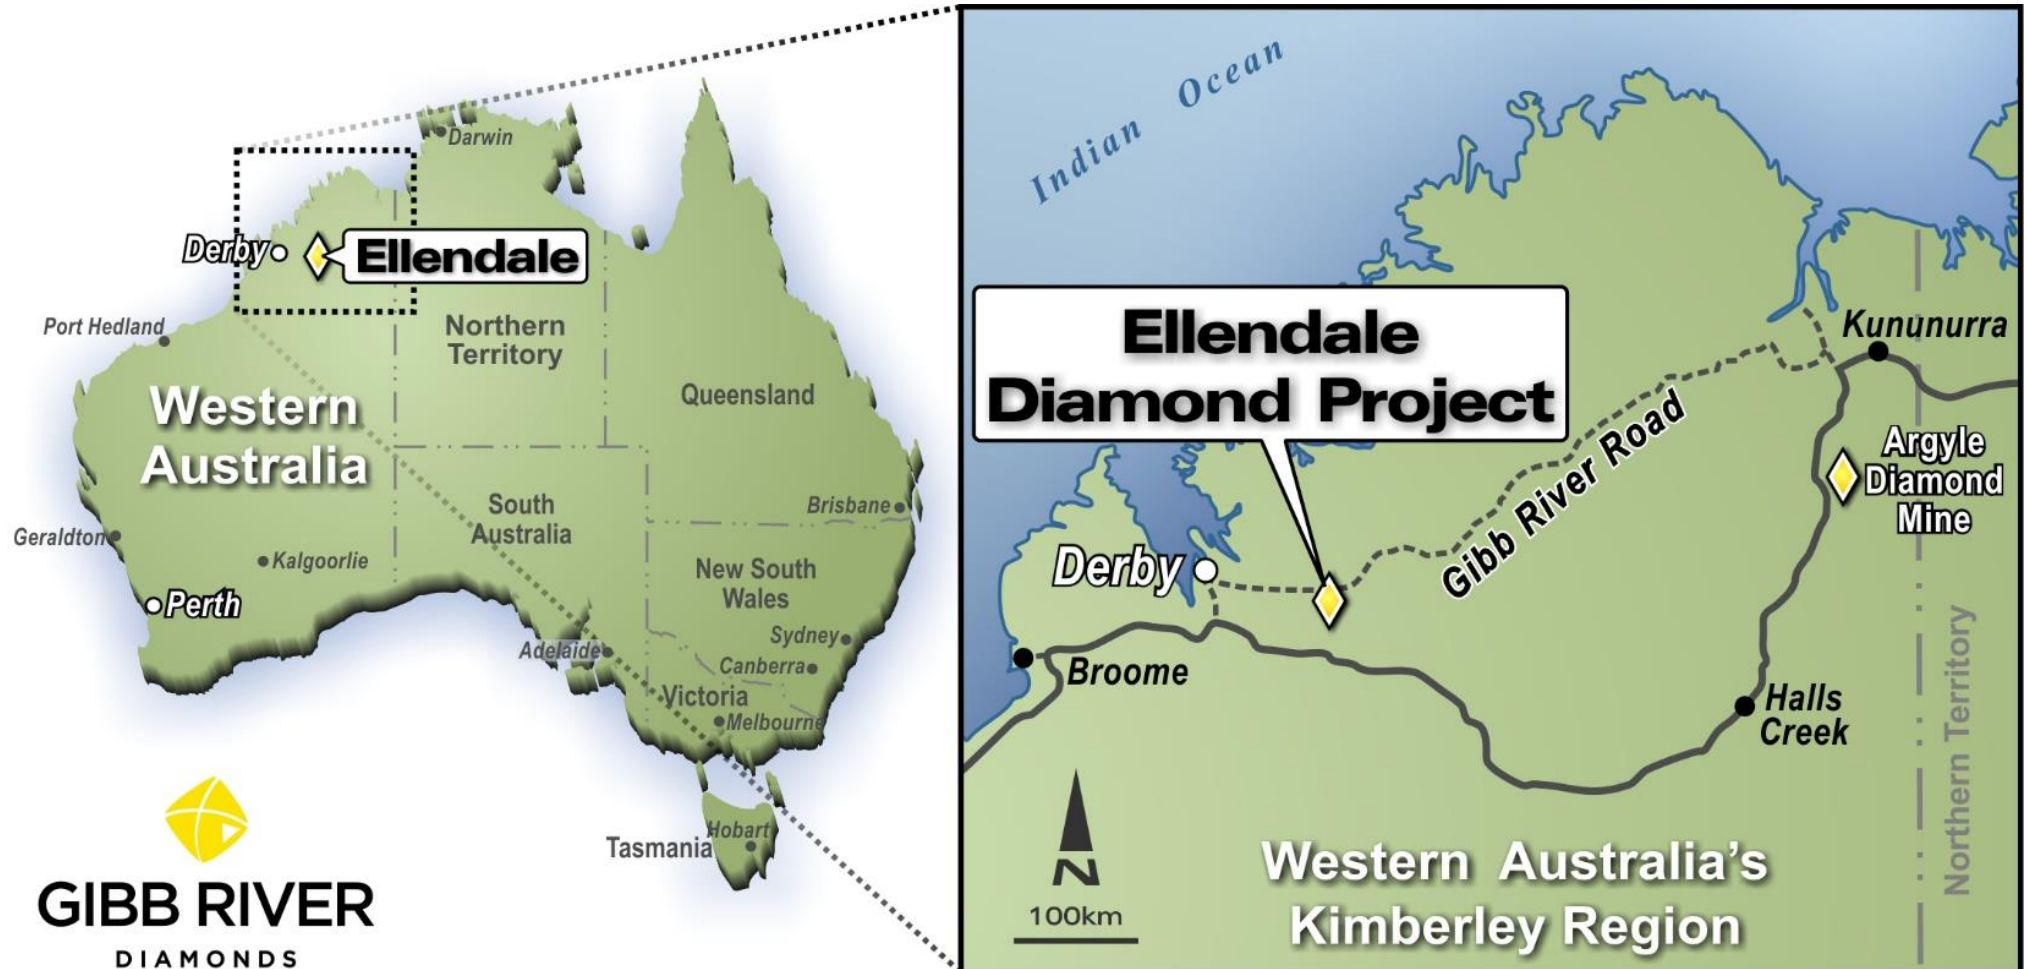 Darwin
Derby
Ellendale
Port Hedland
Northern
Territory
Western
Australia
Queensland
South
Australia
Brisbane
Geraldton
Kalgoorlie
New South
Wales
Perth
Sydney
Adelaide
Canberra
Victoria
Melbourne
Tasmania
Hobart
GIBB RIVER
DIAMONDS
Indian Ocean
Ellendale
Diamond Project
Kununurra
Gibb River Road
Argyle
Diamond
Mine
Derby
Broome
Halls
Creek
Northern Territory
N
100km
Western Australia's
Kimberley Region